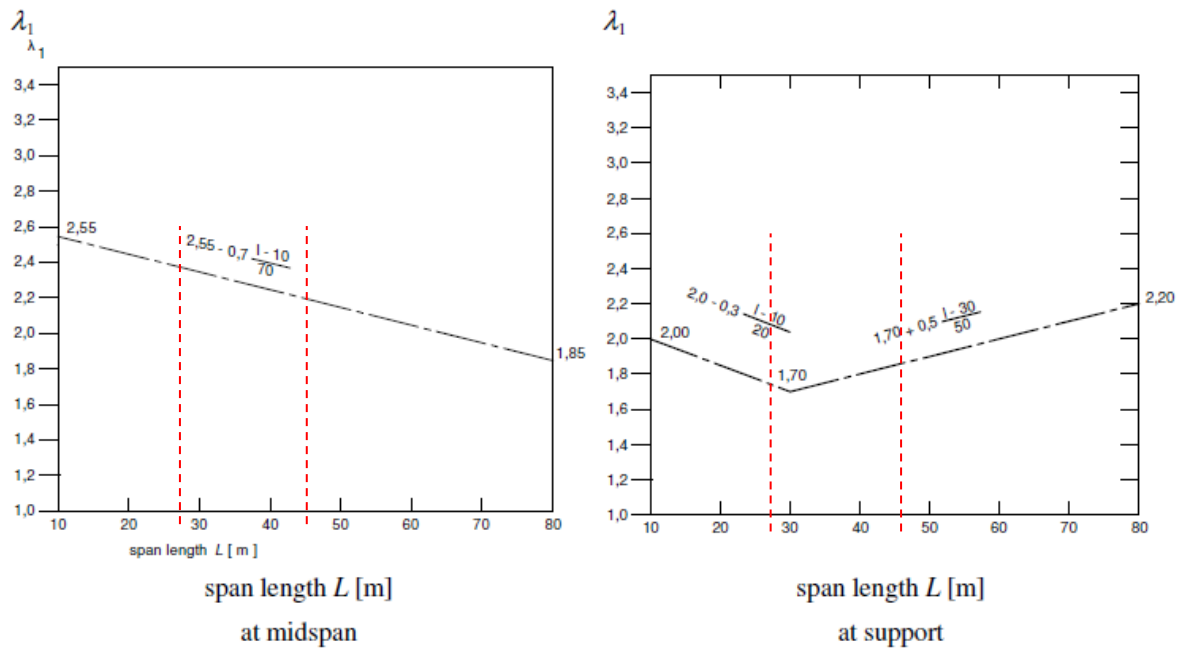 λ1
λ1
3,4
3,2
3,0
2,8
2,6
2,4
2,2
2,0
1,8
1,6
1,4
1,2
1,0
2,55
2,55 - 0,7 l - 10
70
1,85
10 20 30 40 50 60 70 80
span length L [ m ]
span length L [m]
at midspan
λ1
3,4
3,2
3,0
2,8
2,6
2,4
2,2
2,0
1,8
1,6
1,4
1,2
1,0
2,00
2,0 - 0,3 l - 10
20
1,70
1,70 + 0,5 l - 30
50
2,20
10 20 30 40 50 60 70 80
span length L [m]
at support